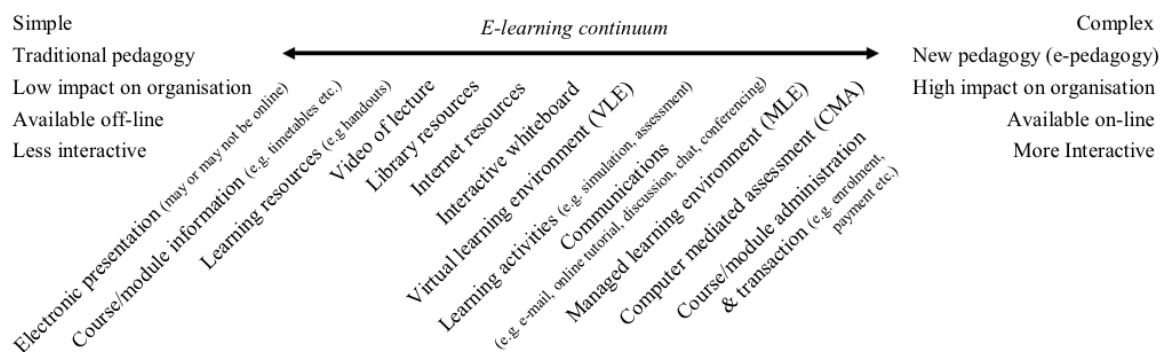 Simple
Traditional pedagogy
Low impact on organisation
Available off-line
Less interactive
E-learning continuum
Complex
New pedagogy (e-pedagogy)
High impact on organisation
Available on-line
More Interactive
Electronic presentation (may or may not be online)
Course/module information (e.g. timetables etc.)
Learning resources (e.g handouts)
Video of lecture
Library resources
Internet resources
Interactive whiteboard
Virtual learning environment (VLE)
Learning activities (e.g. simulation, assessment)
Communications
(e.g. e-mail, online tutorial, discussion, chat, conferencing)
Managed learning environment (MLE)
Computer mediated assessment (CMA)
Course/module administration
& transaction (e.g. enrolment,
payment etc.)